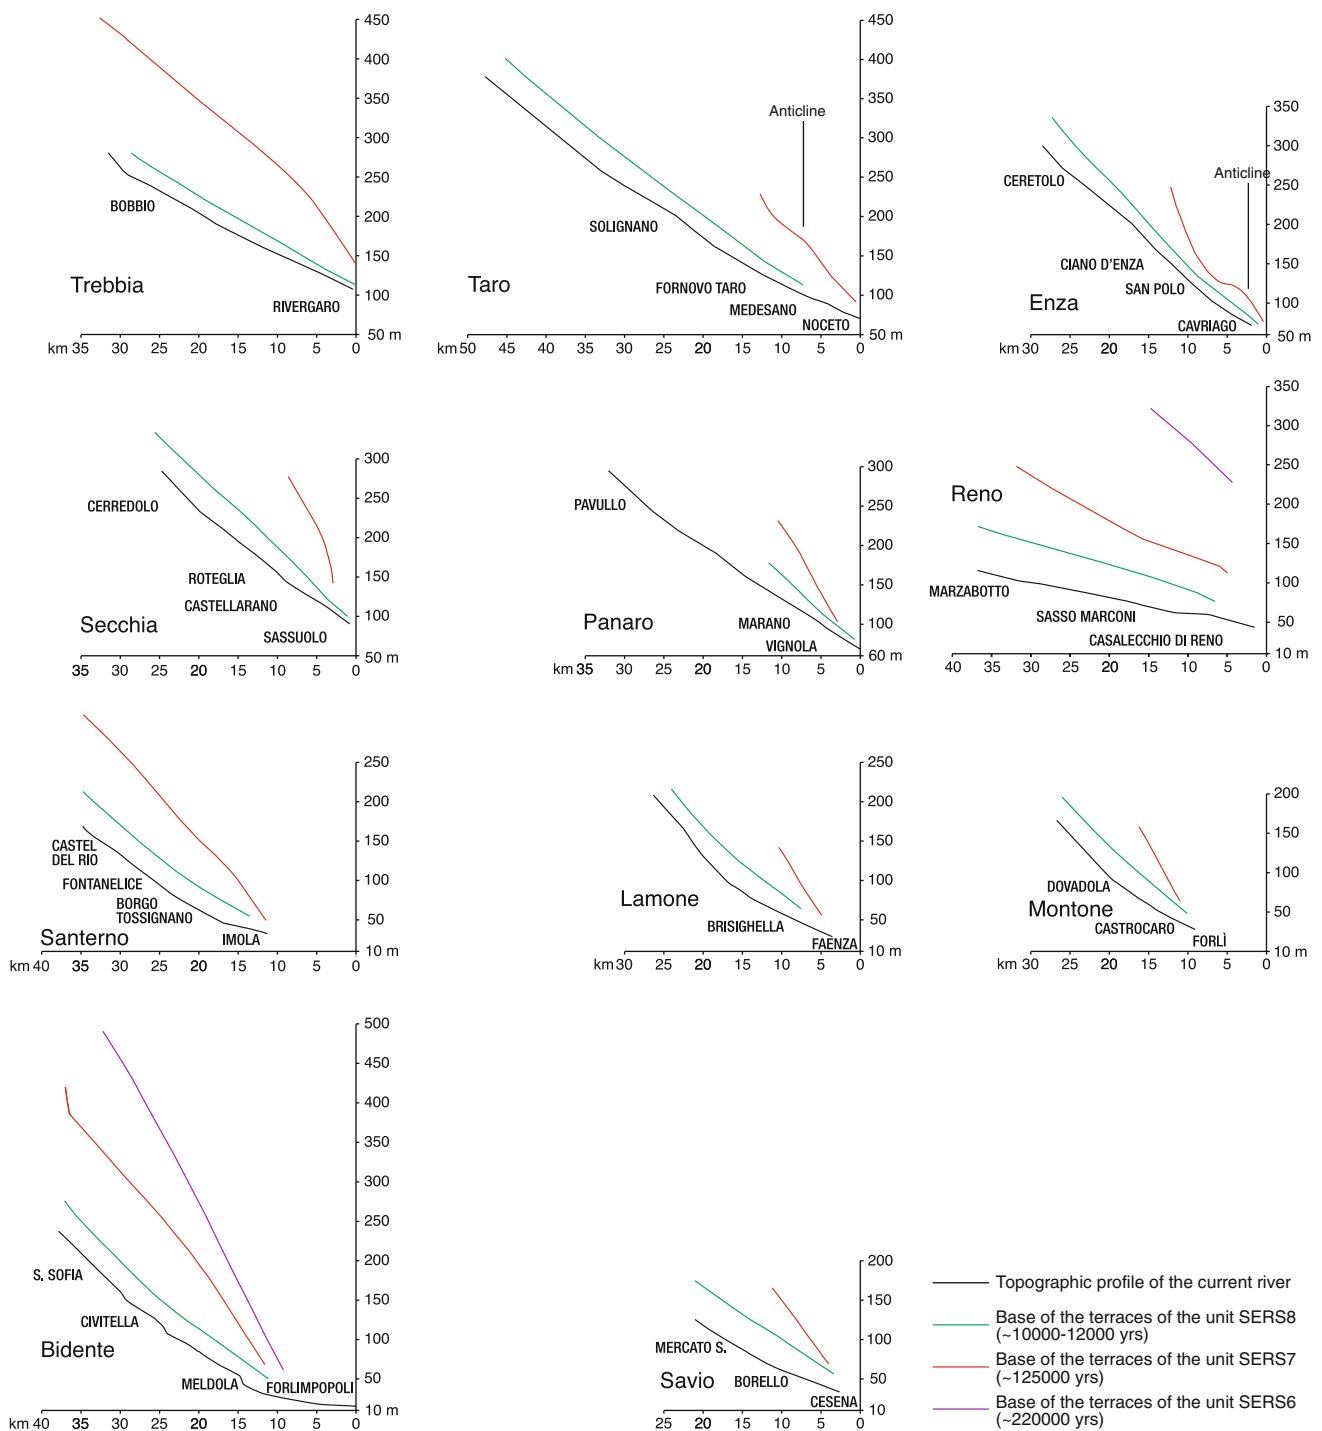 450
400
350
300
250
200
150
100
50 m
BOBBIO
Trebbia
RIVERGARO
km 35 30 25 20 15 10 5 0
450
400
350
300
250
200
150
100
50 m
Anticline
SOLIGNANO
Taro
FORNOVO TARO
MEDESANO
NOCETO
km 50 45 40 35 30 25 20 15 10 5 0
350
300
250
200
150
100
50 m
Anticline
CERETOLO
CIANO D'ENZA
SAN POLO
Enza
CAVRIAGO
km 30 25 20 15 10 5 0
300
250
200
150
100
50 m
CERREDOLO
ROTEGLIA
CASTELLARANO
Secchia
SASSUOLO
km 35 30 25 20 15 10 5 0
300
250
200
150
100
60 m
PAVULLO
Panaro
MARANO
VIGNOLA
km 35 30 25 20 15 10 5 0
350
300
250
200
150
100
50
10 m
Reno
MARZABOTTO
SASSO MARCONI
CASALECCHIO DI RENO
40 35 30 25 20 15 10 5 0
250
200
150
100
50
10 m
CASTEL
DEL RIO
FONTANELICE
BORGO
TOSSIGNANO
Santerno
IMOLA
km 40 35 30 25 20 15 10 5 0
250
200
150
100
50
10 m
Lamone
BRISIGHELLA
FAENZA
km 30 25 20 15 10 5 0
200
150
100
50
10 m
DOVADOLA
Montone
CASTROCARO
FORLÌ
km 30 25 20 15 10 5 0
500
450
400
350
300
250
200
150
100
50
10 m
S. SOFIA
CIVITELLA
Bidente
MELDOLA
FORLIMPOPOLI
km 40 35 30 25 20 15 10 5 0
200
150
100
50
10
MERCATO S.
Savio
BORELLO
CESENA
25 20 15 10 5 0
Topographic profile of the current river
Base of the terraces of the unit SERS8
(~10000-12000 yrs)
Base of the terraces of the unit SERS7
(~125000 yrs)
Base of the terraces of the unit SERS6
(~220000 yrs)